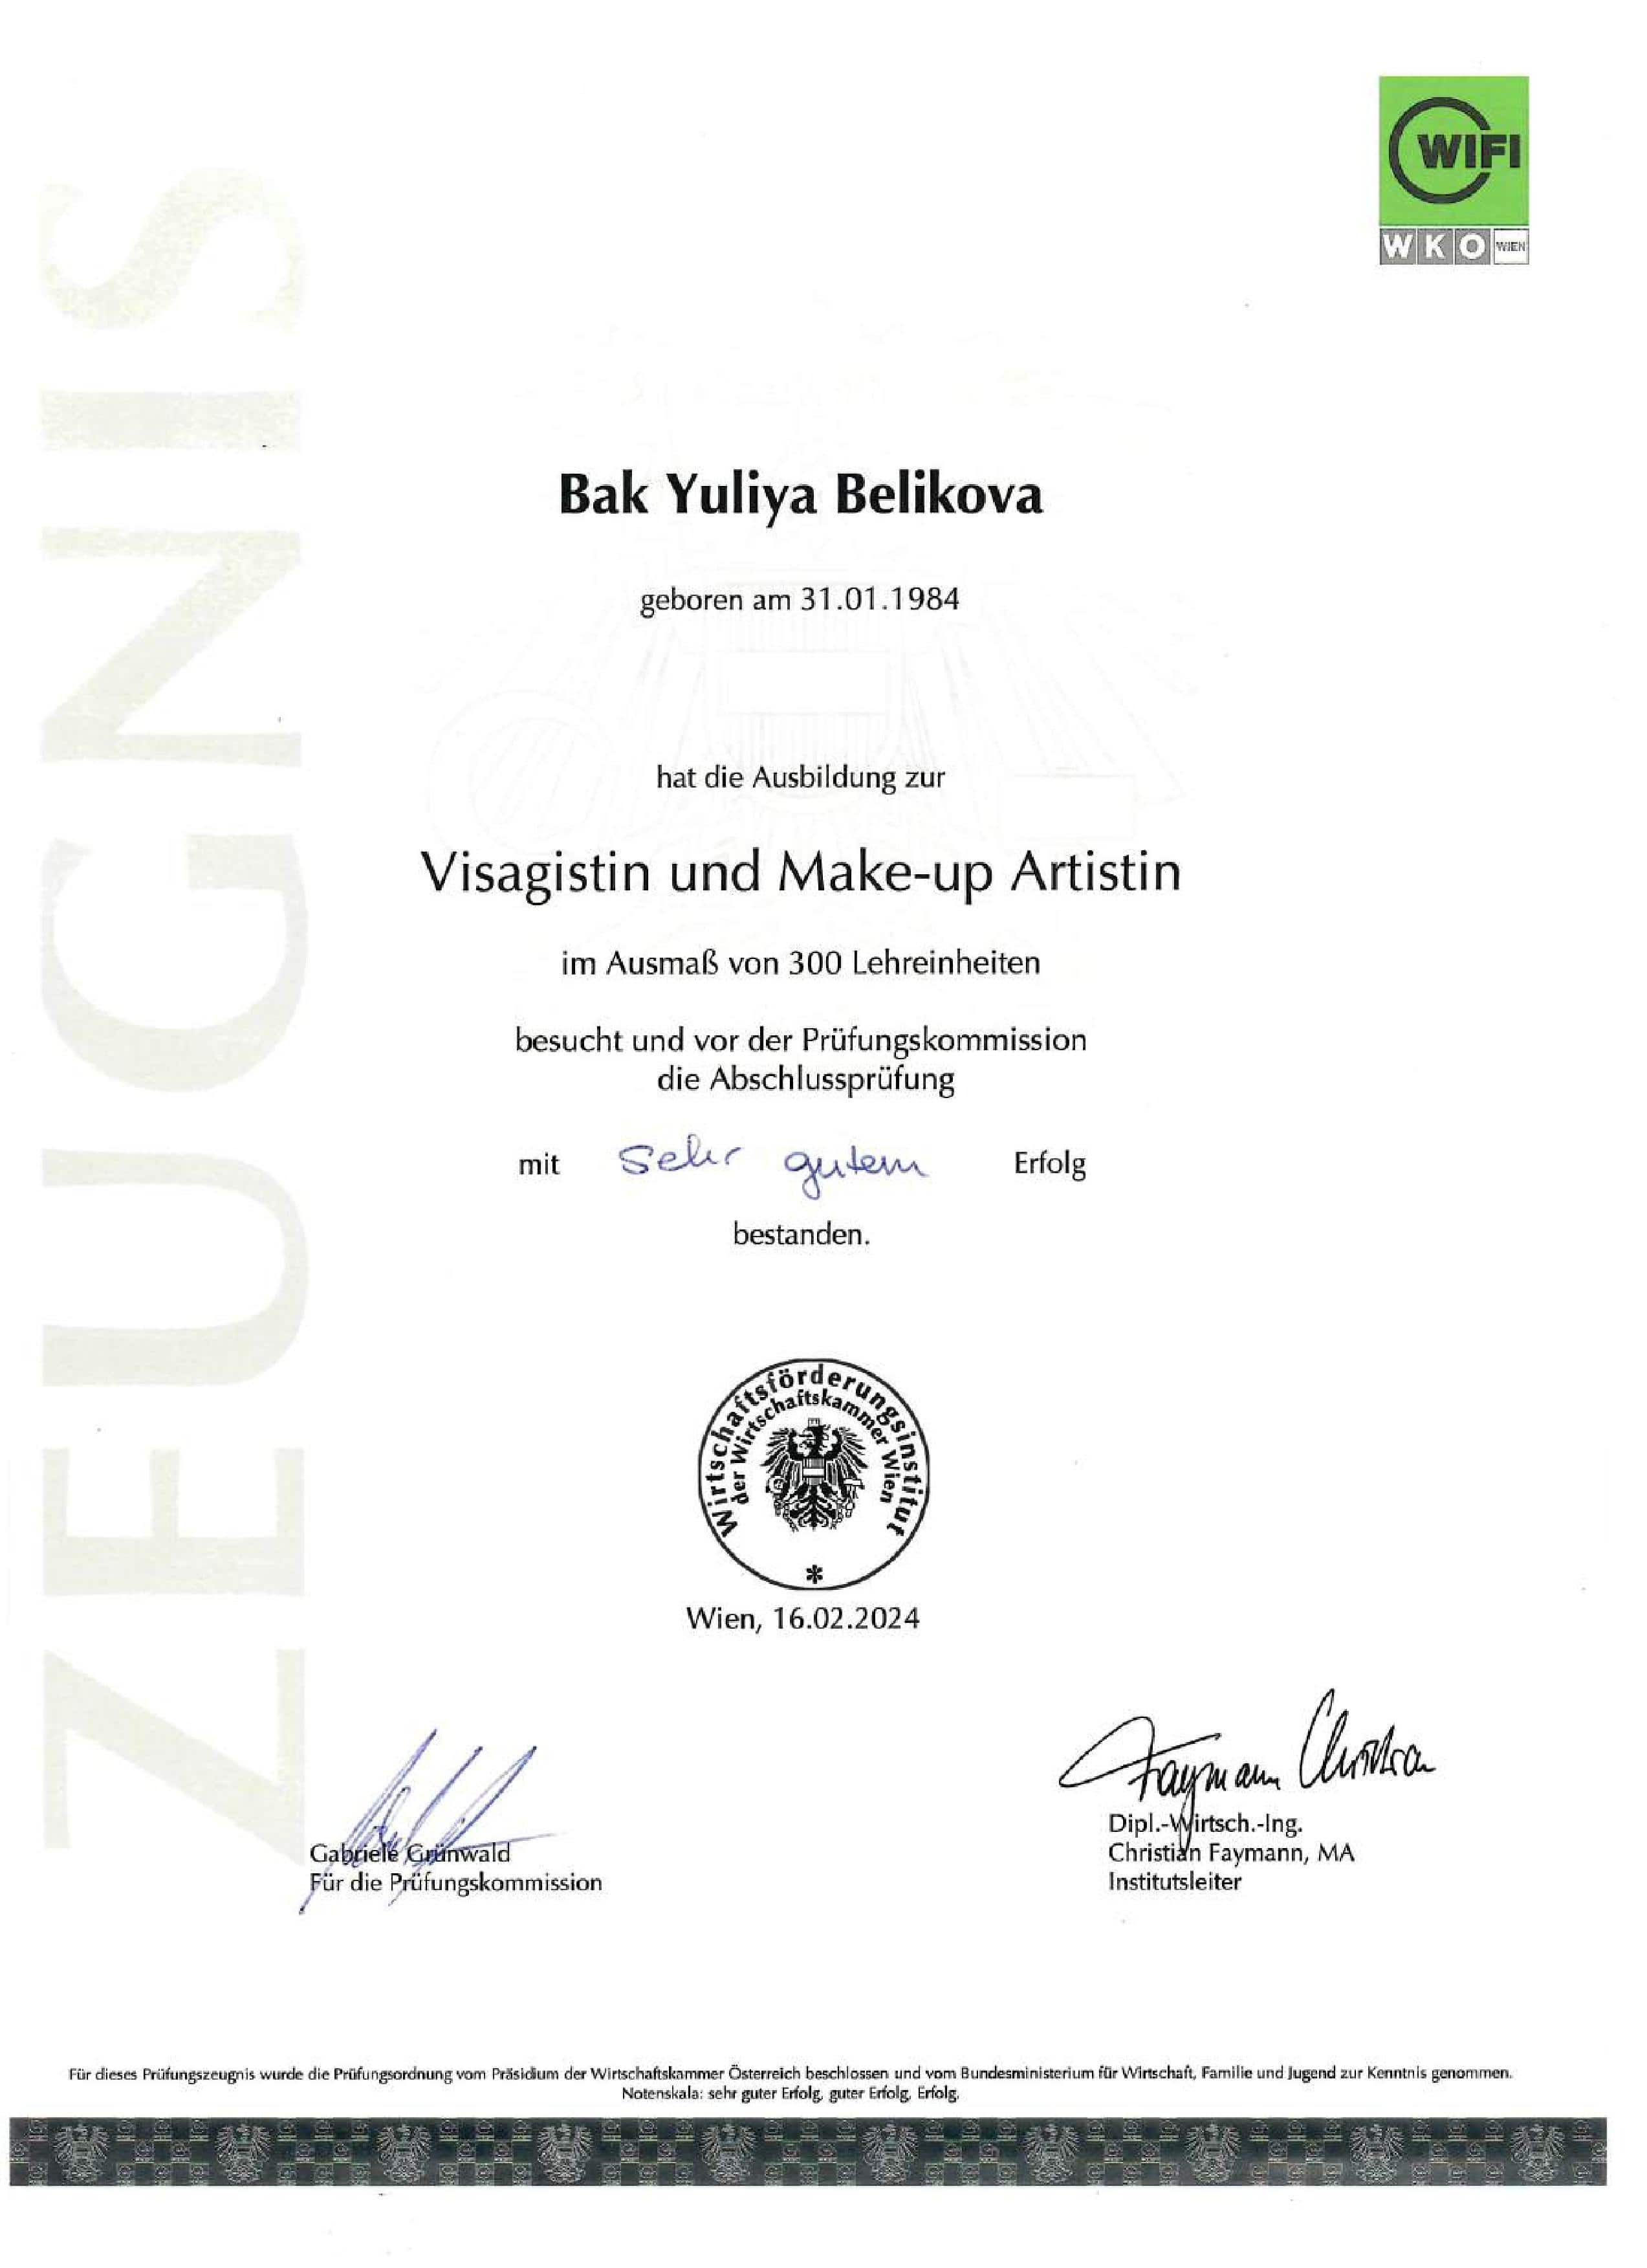 WIFI
WKO WIEN
ZEUGNIS
Bak Yuliya Belikova
geboren am 31.01.1984
hat die Ausbildung zur
Visagistin und Make-up Artistin
im Ausmaß von 300 Lehreinheiten
besucht und vor der Prüfungskommission
die Abschlussprüfung
mit sehr gutem Erfolg
bestanden.
Wirtschaftsförderungsinstitut
der Wirtschaftskammer Wien
*
Wien, 16.02.2024
Faymann Christian
Gabriele Grünwald
Für die Prüfungskommission
Dipl.-Wirtsch.-Ing.
Christian Faymann, MA
Institutsleiter
Für dieses Prüfungszeugnis wurde die Prüfungsordnung vom Präsidium der Wirtschaftskammer Österreich beschlossen und vom Bundesministerium für Wirtschaft, Familie und Jugend zur Kenntnis genommen.
Notenskala: sehr guter Erfolg, guter Erfolg, Erfolg.